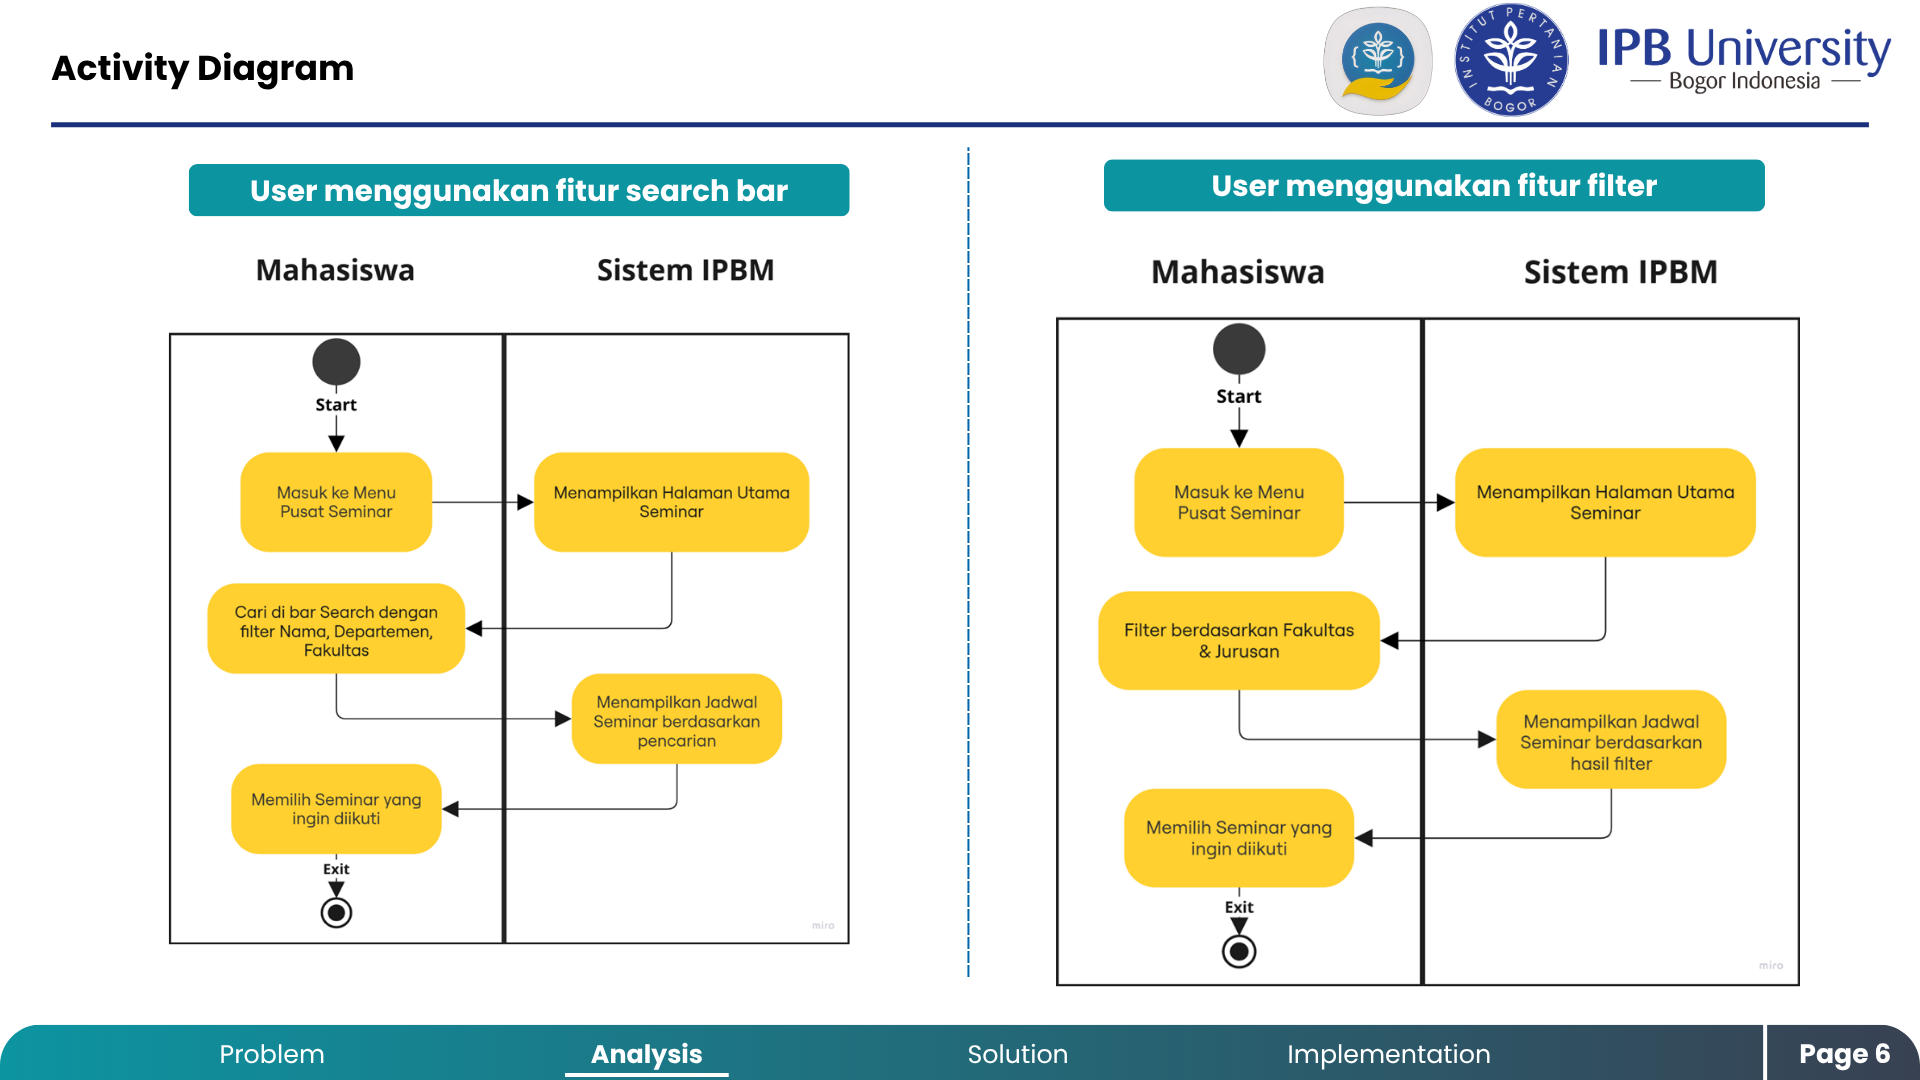 Activity Diagram
INSTITUT PERTANIAN
BOGOR
IPB University
Bogor Indonesia
User menggunakan fitur search bar
Mahasiswa
Sistem IPBM
Start
Masuk ke Menu
Pusat Seminar
Menampilkan Halaman Utama
Seminar
Cari di bar Search dengan
filter Nama, Departemen,
Fakultas
Menampilkan Jadwal
Seminar berdasarkan
pencarian
Memilih Seminar yang
ingin diikuti
Exit
miro
User menggunakan fitur filter
Mahasiswa
Sistem IPBM
Start
Masuk ke Menu
Pusat Seminar
Menampilkan Halaman Utama
Seminar
Filter berdasarkan Fakultas
& Jurusan
Menampilkan Jadwal
Seminar berdasarkan
hasil filter
Memilih Seminar yang
ingin diikuti
Exit
miro
Problem
Analysis
Solution
Implementation
Page 6